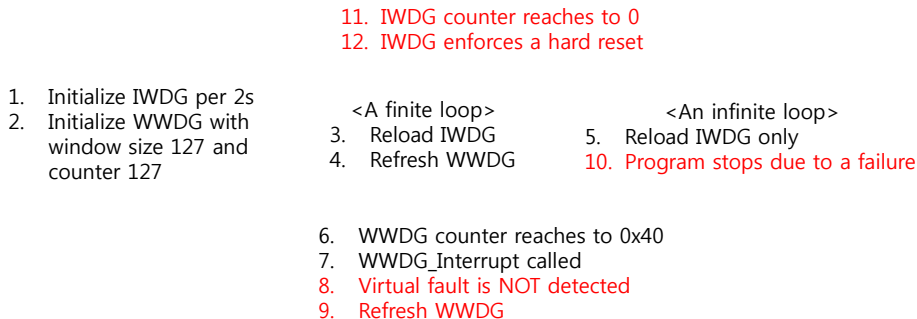 11. IWDG counter reaches to 0
12. IWDG enforces a hard reset
1. Initialize IWDG per 2s
2. Initialize WWDG with
window size 127 and
counter 127
<A finite loop>
3. Reload IWDG
4. Refresh WWDG
<An infinite loop>
5. Reload IWDG only
10. Program stops due to a failure
6. WWDG counter reaches to 0x40
7. WWDG_Interrupt called
8. Virtual fault is NOT detected
9. Refresh WWDG